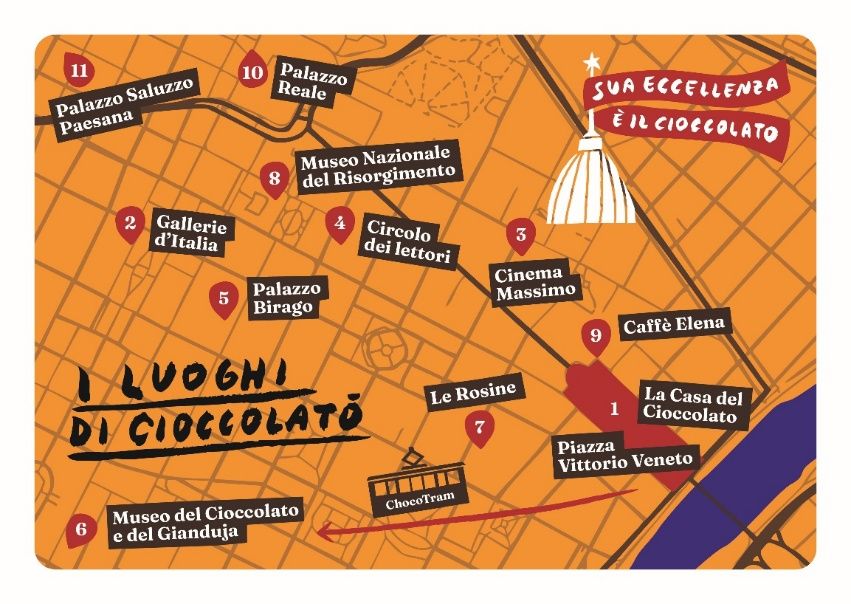 11
Palazzo Saluzzo
Paesana
10
Palazzo
Reale
SUA ECCELLENZA
È IL CIOCCOLATO
8
Museo Nazionale
del Risorgimento
2
Gallerie
d'Italia
4
Circolo
dei lettori
3
Cinema
Massimo
5
Palazzo
Birago
9
Caffè Elena
I LUOGHI
DI CIOCCOLATÒ
Le Rosine
7
1
La Casa del
Cioccolato
Piazza
Vittorio Veneto
ChocoTram
6
Museo del Cioccolato
e del Gianduja